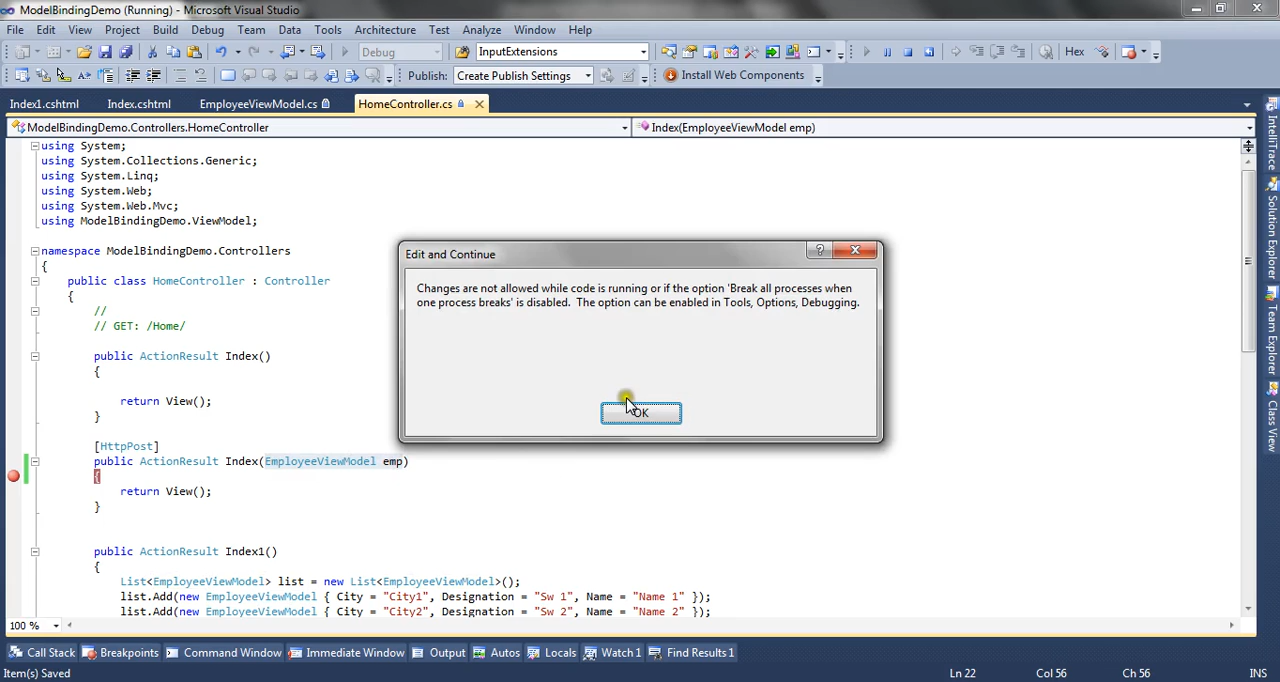 ModelBindingDemo (Running) - Microsoft Visual Studio
File Edit View Project Build Debug Team Data Tools Architecture Test Analyze Window Help
Debug InputExtensions Hex
Publish: Create Publish Settings Install Web Components
Index1.cshtml Index.cshtml EmployeeViewModel.cs HomeController.cs
ModelBindingDemo.Controllers.HomeController Index(EmployeeViewModel emp)
using System;
using System.Collections.Generic;
using System.Linq;
using System.Web;
using System.Web.Mvc;
using ModelBindingDemo.ViewModel;
namespace ModelBindingDemo.Controllers
{
public class HomeController : Controller
{
//
// GET: /Home/
public ActionResult Index()
{
return View();
}
[HttpPost]
public ActionResult Index(EmployeeViewModel emp)
{
return View();
}
public ActionResult Index1()
{
List<EmployeeViewModel> list = new List<EmployeeViewModel>();
list.Add(new EmployeeViewModel { City = "City1", Designation = "Sw 1", Name = "Name 1" });
list.Add(new EmployeeViewModel { City = "City2", Designation = "Sw 2", Name = "Name 2" });
Edit and Continue
Changes are not allowed while code is running or if the option 'Break all processes when
one process breaks' is disabled. The option can be enabled in Tools, Options, Debugging.
OK
IntelliTrace
Solution Explorer
Team Explorer
Class View
100 %
Call Stack Breakpoints Command Window Immediate Window Output Autos Locals Watch 1 Find Results 1
Item(s) Saved Ln 22 Col 56 Ch 56 INS